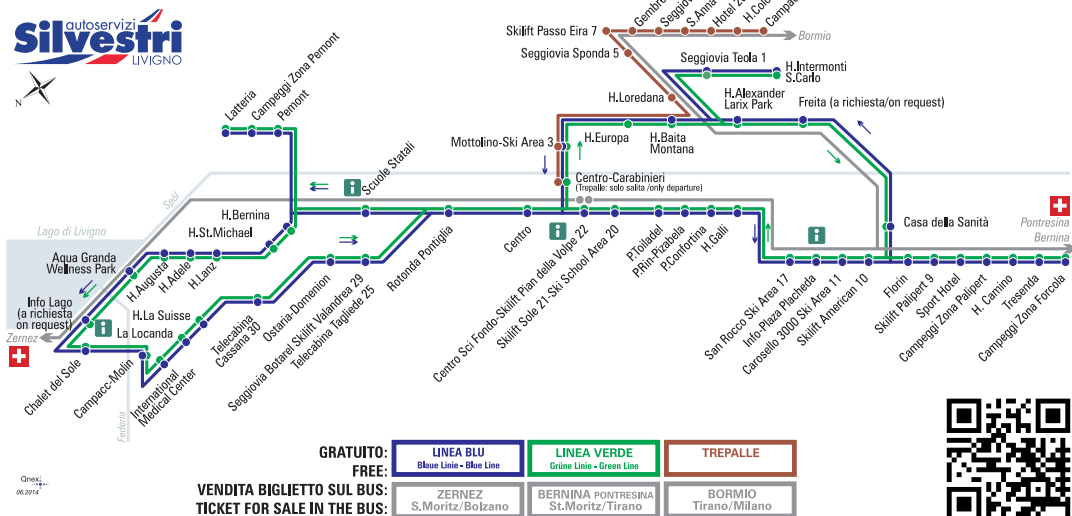 autoservizi
Silvestri
LIVIGNO
N
Skilift Passo Eira 7
Seggiovia Sponda 5
H.Loredana
Bormio
Seggiovia Teola 1
H.Intermonti
S.Carlo
H.Alexander
Larix Park
Freita (a richiesta/on request)
Latteria
Campeggi Zona Pemont
Pemont
Mottolino-Ski Area 3
H.Europa
H.Baita
Montana
Centro-Carabinieri
(Trepalle: solo salita /only departure)
i
Scuole Statali
Spöl
H.Bernina
H.St.Michael
Lago di Livigno
Aqua Granda
Wellness Park
H.Augusta
H.Adele
H.Lanz
Info Lago
(a richiesta
on request)
i
Zernez
La Locanda
H.La Suisse
Chalet del Sole
Campacc-Molin
International
Medical Center
Federia
Telecabina
Cassana 30
Ostaria-Domenion
Seggiovia Botarel Skilift Valandrea 29
Telecabina Tagliede 25
Rotonda Pontiglia
Centro
i
Centro Sci Fondo-Skilift Plan della Volpe 22
Skilift Sole 21-Ski School Area 20
P.Toiladel
P.Rin-Pizabela
P.Comfortina
H.Galli
i
Casa della Sanità
Pontresina
Bernina
San Rocco Ski Area 17
Info-Plaza Placheda
Carosello 3000 Ski Area 11
Skilift American 10
Florin
Skilift Palipert 9
Sport Hotel
Campeggi Zona Palipert
H. Camino
Tresenda
Campeggi Zona Forcola
GRATUITO:
FREE:
LINEA BLU
Blaue Linie - Blue Line
LINEA VERDE
Grüne Linie - Green Line
TREPALLE
VENDITA BIGLIETTO SUL BUS:
TICKET FOR SALE IN THE BUS:
ZERNEZ
S.Moritz/Bolzano
BERNINA PONTRESINA
St.Moritz/Tirano
BORMIO
Tirano/Milano
Qnex
06.2014